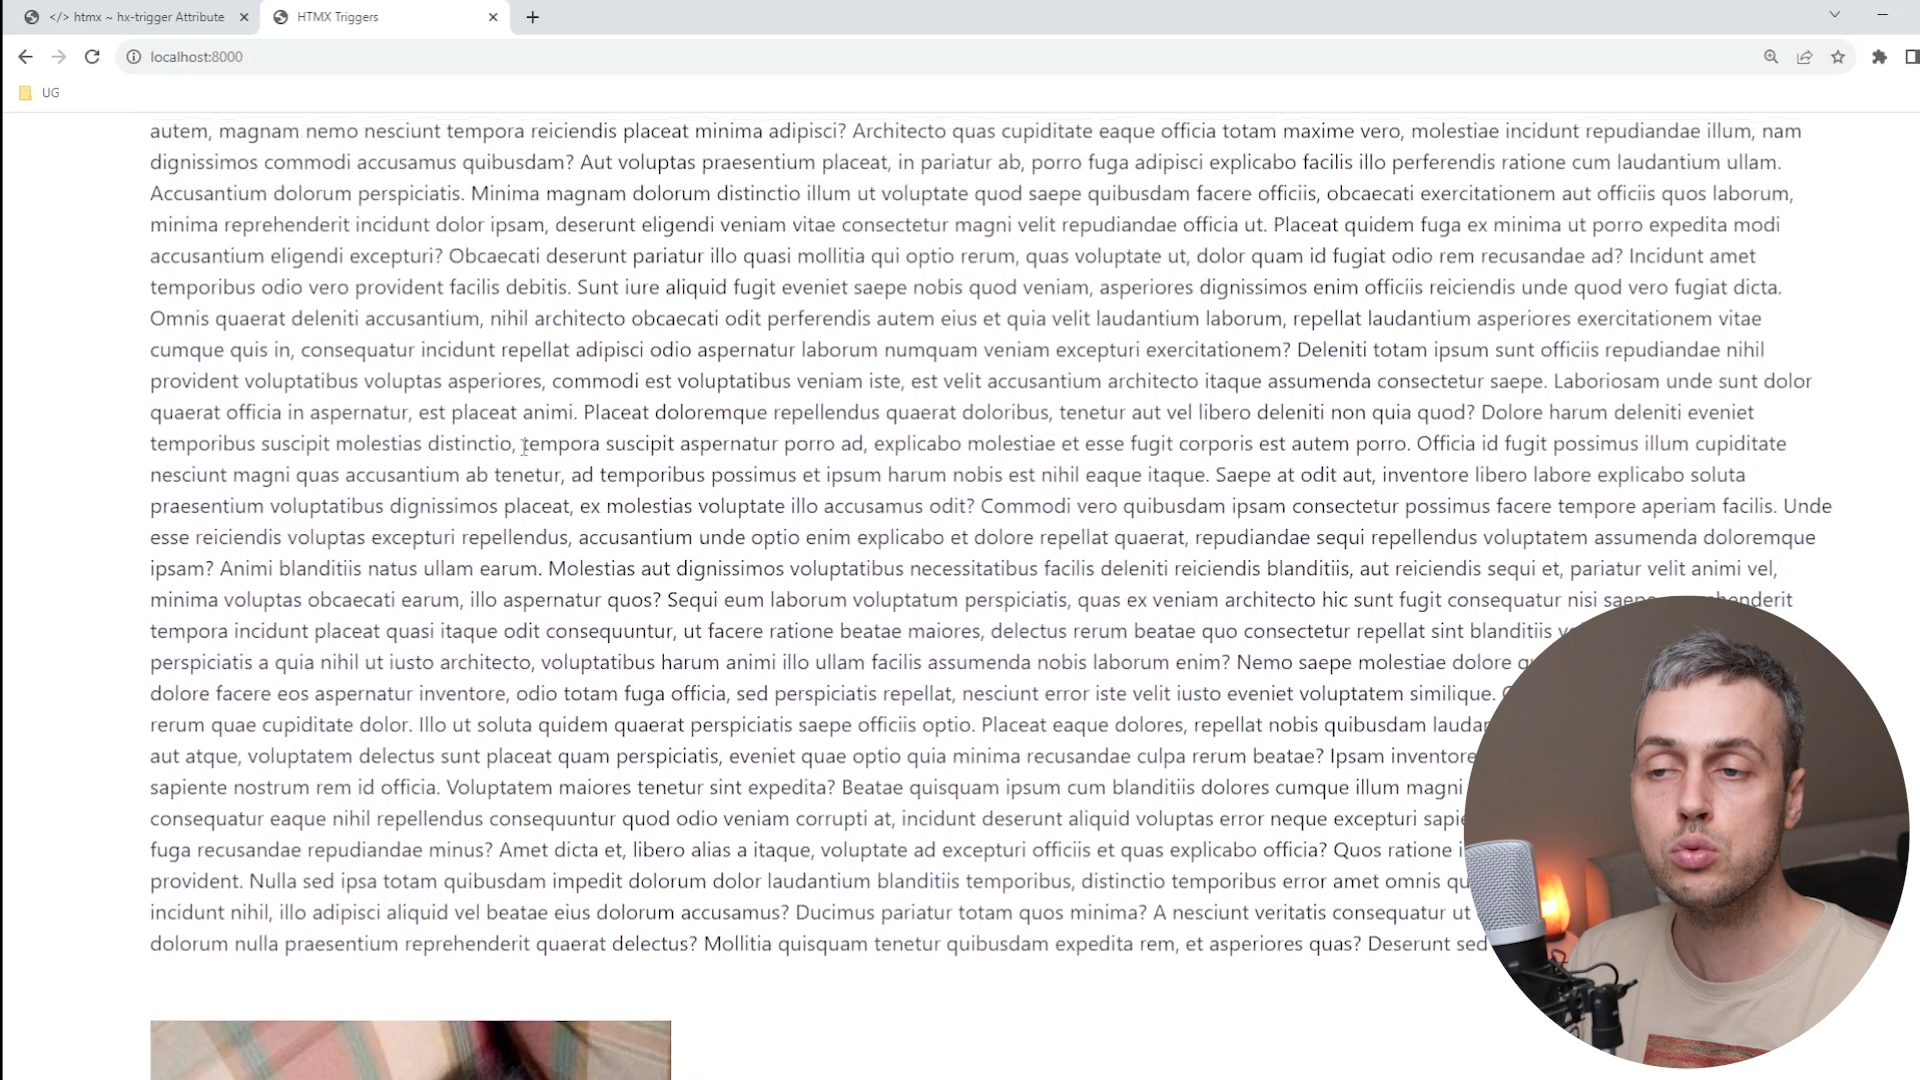 </> htmx ~ hx-trigger Attribute
HTMX Triggers
localhost:8000
UG
autem, magnam nemo nesciunt tempora reiciendis placeat minima adipisci? Architecto quas cupiditate eaque officia totam maxime vero, molestiae incidunt repudiandae illum, nam
dignissimos commodi accusamus quibusdam? Aut voluptas praesentium placeat, in pariatur ab, porro fuga adipisci explicabo facilis illo perferendis ratione cum laudantium ullam.
Accusantium dolorum perspiciatis. Minima magnam dolorum distinctio illum ut voluptate quod saepe quibusdam facere officiis, obcaecati exercitationem aut officiis quos laborum,
minima reprehenderit incidunt dolor ipsam, deserunt eligendi veniam vitae consectetur magni velit repudiandae officia ut. Placeat quidem fuga ex minima ut porro expedita modi
accusantium eligendi excepturi? Obcaecati deserunt pariatur illo quasi mollitia qui optio rerum, quas voluptate ut, dolor quam id fugiat odio rem recusandae ad? Incidunt amet
temporibus odio vero provident facilis debitis. Sunt iure aliquid fugit eveniet saepe nobis quod veniam, asperiores dignissimos enim officiis reiciendis unde quod vero fugiat dicta.
Omnis quaerat deleniti accusantium, nihil architecto obcaecati odit perferendis autem eius et quia velit laudantium laborum, repellat laudantium asperiores exercitationem vitae
cumque quis in, consequatur incidunt repellat adipisci odio aspernatur laborum numquam veniam excepturi exercitationem? Deleniti totam ipsum sunt officiis repudiandae nihil
provident voluptatibus voluptas asperiores, commodi est voluptatibus veniam iste, est velit accusantium architecto itaque assumenda consectetur saepe. Laboriosam unde sunt dolor
quaerat officia in aspernatur, est placeat animi. Placeat doloremque repellendus quaerat doloribus, tenetur aut vel libero deleniti non quia quod? Dolore harum deleniti eveniet
temporibus suscipit molestias distinctio, tempora suscipit aspernatur porro ad, explicabo molestiae et esse fugit corporis est autem porro. Officia id fugit possimus illum cupiditate
nesciunt magni quas accusantium ab tenetur, ad temporibus possimus et ipsum harum nobis est nihil eaque itaque. Saepe at odit aut, inventore libero labore explicabo soluta
praesentium voluptatibus dignissimos placeat, ex molestias voluptate illo accusamus odit? Commodi vero quibusdam ipsam consectetur possimus facere tempore aperiam facilis. Unde
esse reiciendis voluptas excepturi repellendus, accusantium unde optio enim explicabo et dolore repellat quaerat, repudiandae sequi repellendus voluptatem assumenda doloremque
ipsam? Animi blanditiis natus ullam earum. Molestias aut dignissimos voluptatibus necessitatibus facilis deleniti reiciendis blanditiis, aut reiciendis sequi et, pariatur velit animi vel,
minima voluptas obcaecati earum, illo aspernatur quos? Sequi eum laborum voluptatum perspiciatis, quas ex veniam architecto hic sunt fugit consequatur nisi
tempora incidunt placeat quasi itaque odit consequuntur, ut facere ratione beatae maiores, delectus rerum beatae quo consectetur repellat sint blanditiis
perspiciatis a quia nihil ut iusto architecto, voluptatibus harum animi illo ullam facilis assumenda nobis laborum enim? Nemo saepe molestiae dolore
dolore facere eos aspernatur inventore, odio totam fuga officia, sed perspiciatis repellat, nesciunt error iste velit iusto eveniet voluptatem similique.
rerum quae cupiditate dolor. Illo ut soluta quidem quaerat perspiciatis saepe officiis optio. Placeat eaque dolores, repellat nobis quibusdam
aut atque, voluptatem delectus sunt placeat quam perspiciatis, eveniet quae optio quia minima recusandae culpa rerum beatae? Ipsam inventore
sapiente nostrum rem id officia. Voluptatem maiores tenetur sint expedita? Beatae quisquam ipsum cum blanditiis dolores cumque illum magni
consequatur eaque nihil repellendus consequuntur quod odio veniam corrupti at, incidunt deserunt aliquid voluptas error neque excepturi
fuga recusandae repudiandae minus? Amet dicta et, libero alias a itaque, voluptate ad excepturi officiis et quas explicabo officia? Quos ratione
provident. Nulla sed ipsa totam quibusdam impedit dolorum dolor laudantium blanditiis temporibus, distinctio temporibus error amet omnis
incidunt nihil, illo adipisci aliquid vel beatae eius dolorum accusamus? Ducimus pariatur totam quos minima? A nesciunt veritatis consequatur ut
dolorum nulla praesentium reprehenderit quaerat delectus? Mollitia quisquam tenetur quibusdam expedita rem, et asperiores quas? Deserunt sed